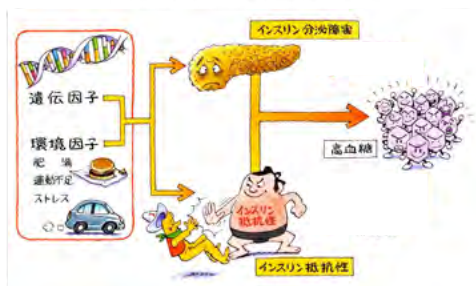 インスリン分泌障害
遺伝因子
環境因子
肥満
運動不足
ストレス
高血糖
インスリン
抵抗性
インスリン抵抗性